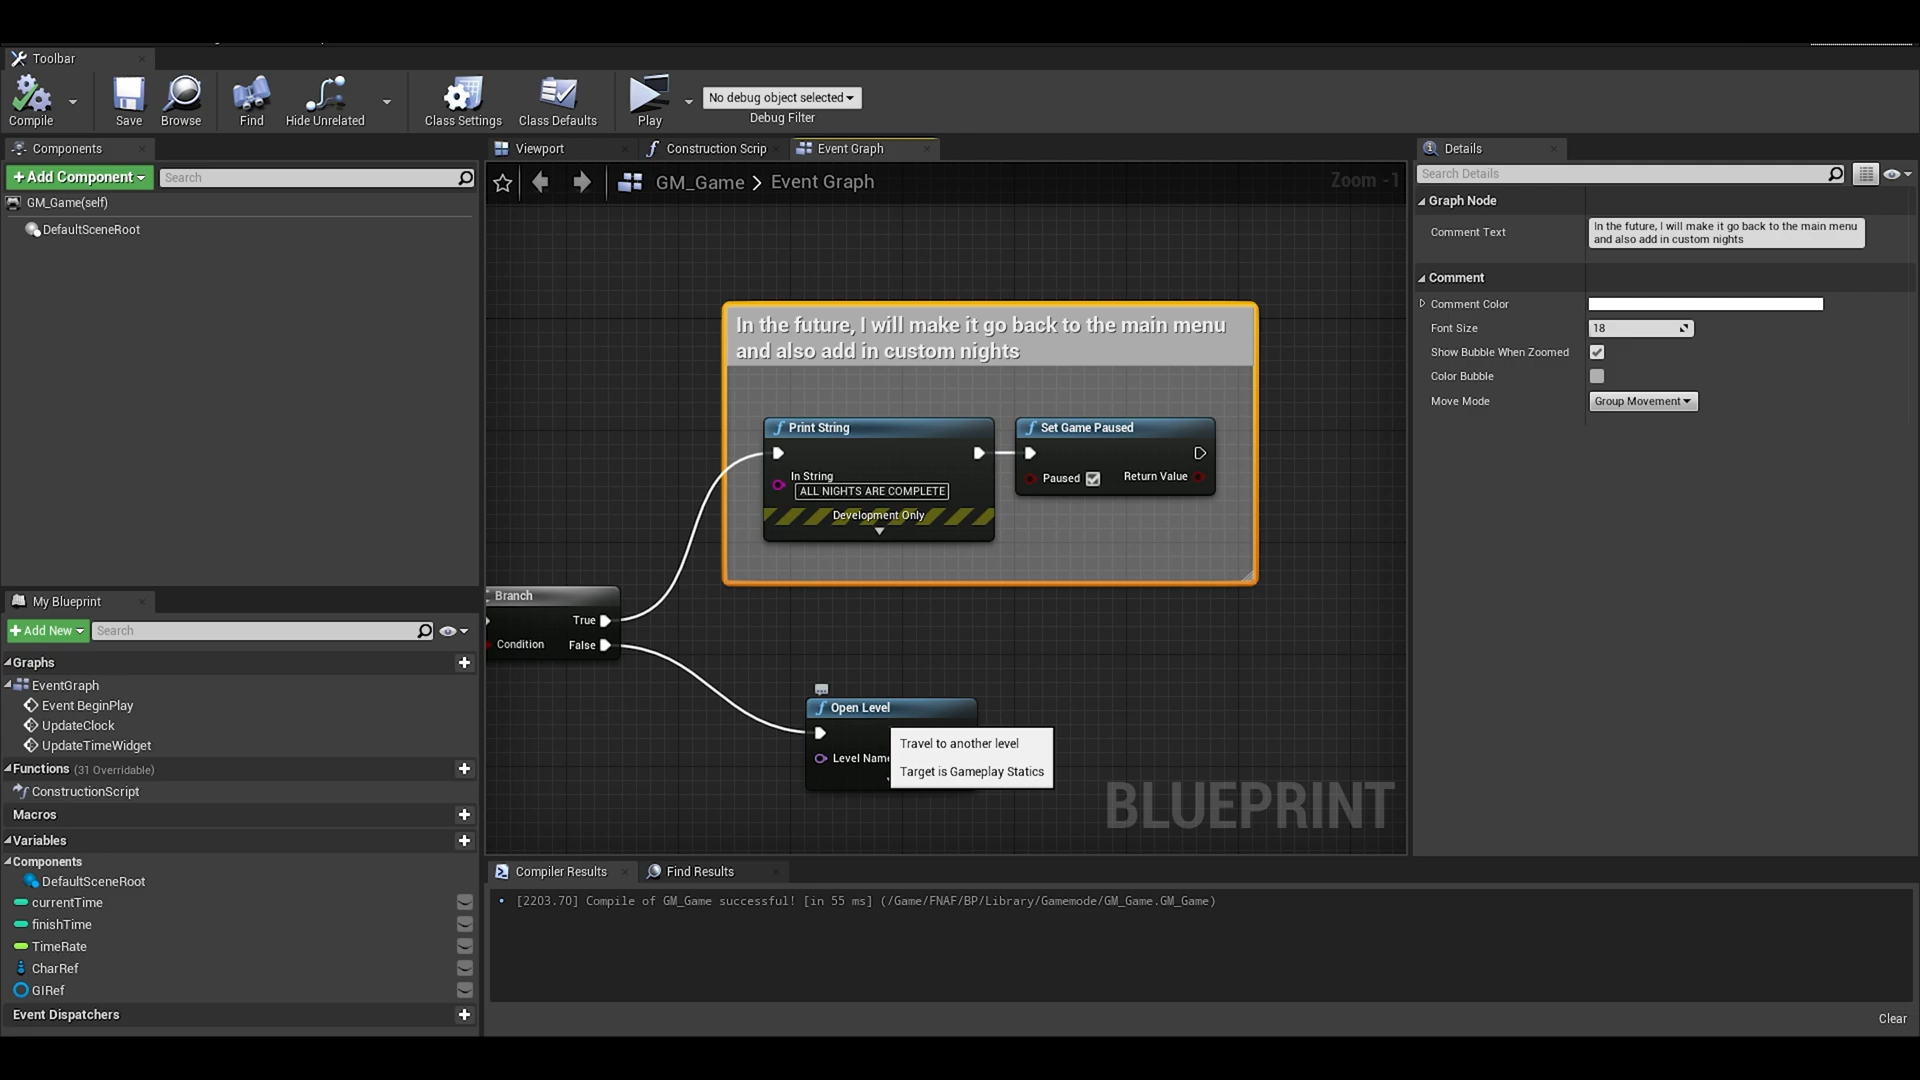 Toolbar
Compile
Save
Browse
Find
Hide Unrelated
Class Settings
Class Defaults
Play
No debug object selected
Debug Filter
Components
Add Component
Search
GM_Game(self)
DefaultSceneRoot
Viewport
Construction Scrip
Event Graph
GM_Game
Event Graph
Zoom -1
In the future, I will make it go back to the main menu
and also add in custom nights
Print String
In String
ALL NIGHTS ARE COMPLETE
Development Only
Set Game Paused
Paused
Return Value
Branch
True
Condition
False
Open Level
Level Name
Travel to another level
Target is Gameplay Statics
BLUEPRINT
Details
Search Details
Graph Node
Comment Text
In the future, I will make it go back to the main menu
and also add in custom nights
Comment
Comment Color
Font Size
18
Show Bubble When Zoomed
Color Bubble
Move Mode
Group Movement
My Blueprint
Add New
Search
Graphs
EventGraph
Event BeginPlay
UpdateClock
UpdateTimeWidget
Functions (31 Overridable)
ConstructionScript
Macros
Variables
Components
DefaultSceneRoot
currentTime
finishTime
TimeRate
CharRef
GIRef
Event Dispatchers
Compiler Results
Find Results
[2203.70] Compile of GM_Game successful! [in 55 ms] (/Game/FNAF/BP/Library/Gamemode/GM_Game.GM_Game)
Clear